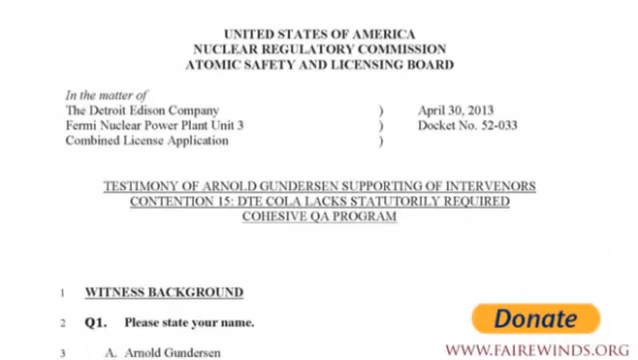 UNITED STATES OF AMERICA
NUCLEAR REGULATORY COMMISSION
ATOMIC SAFETY AND LICENSING BOARD
In the matter of
The Detroit Edison Company ) April 30, 2013
Fermi Nuclear Power Plant Unit 3 ) Docket No. 52-033
Combined License Application )
TESTIMONY OF ARNOLD GUNDERSEN SUPPORTING OF INTERVENORS
CONTENTION 15: DTE COLA LACKS STATUTORILY REQUIRED
COHESIVE QA PROGRAM
1 WITNESS BACKGROUND
2 Q1. Please state your name.
3 A. Arnold Gundersen
Donate
WWW.FAIREWINDS.ORG